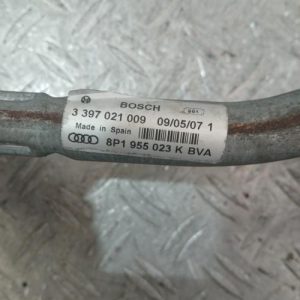 BOSCH
3 397 021 009 09/05/07 1
Made in Spain
8P1 955 023 K BVA